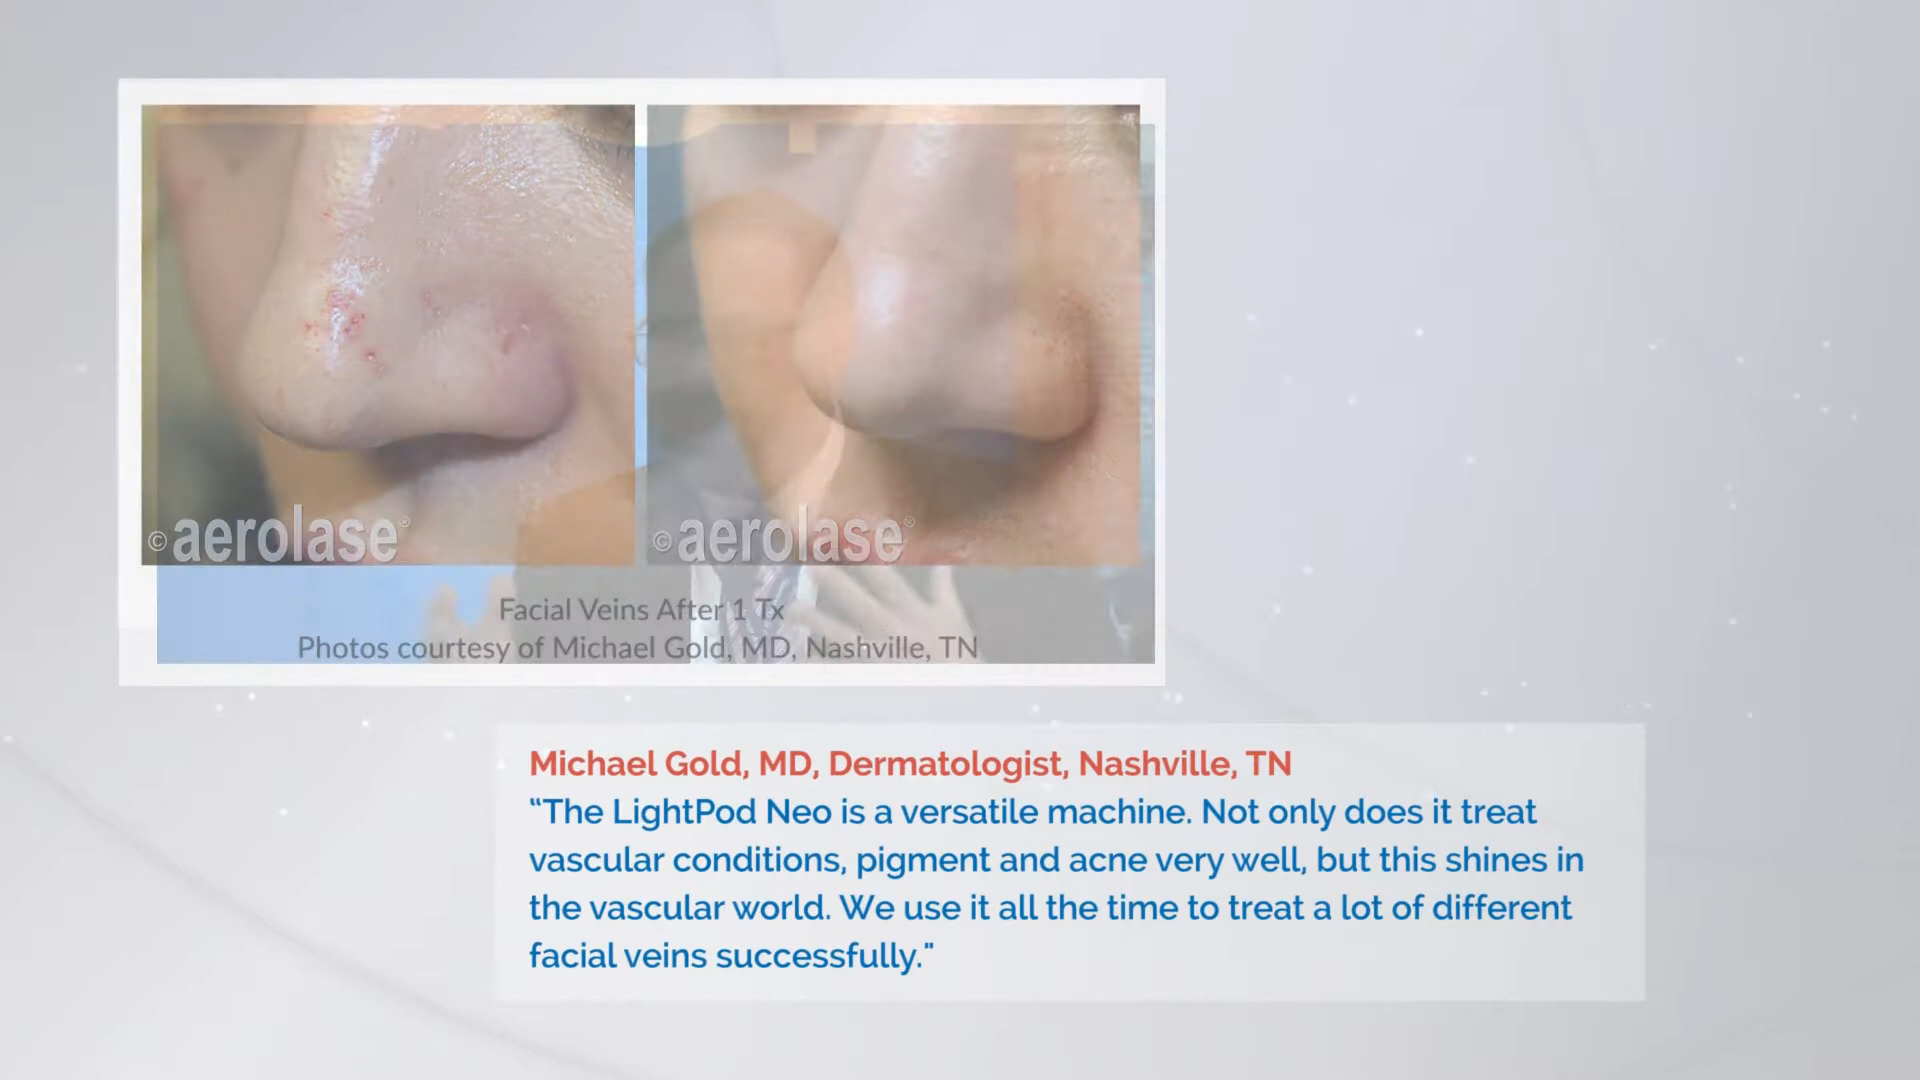 © aerolase®
© aerolase®
Facial Veins After 1 Tx
Photos courtesy of Michael Gold, MD, Nashville, TN
Michael Gold, MD, Dermatologist, Nashville, TN
“The LightPod Neo is a versatile machine. Not only does it treat
vascular conditions, pigment and acne very well, but this shines in
the vascular world. We use it all the time to treat a lot of different
facial veins successfully."